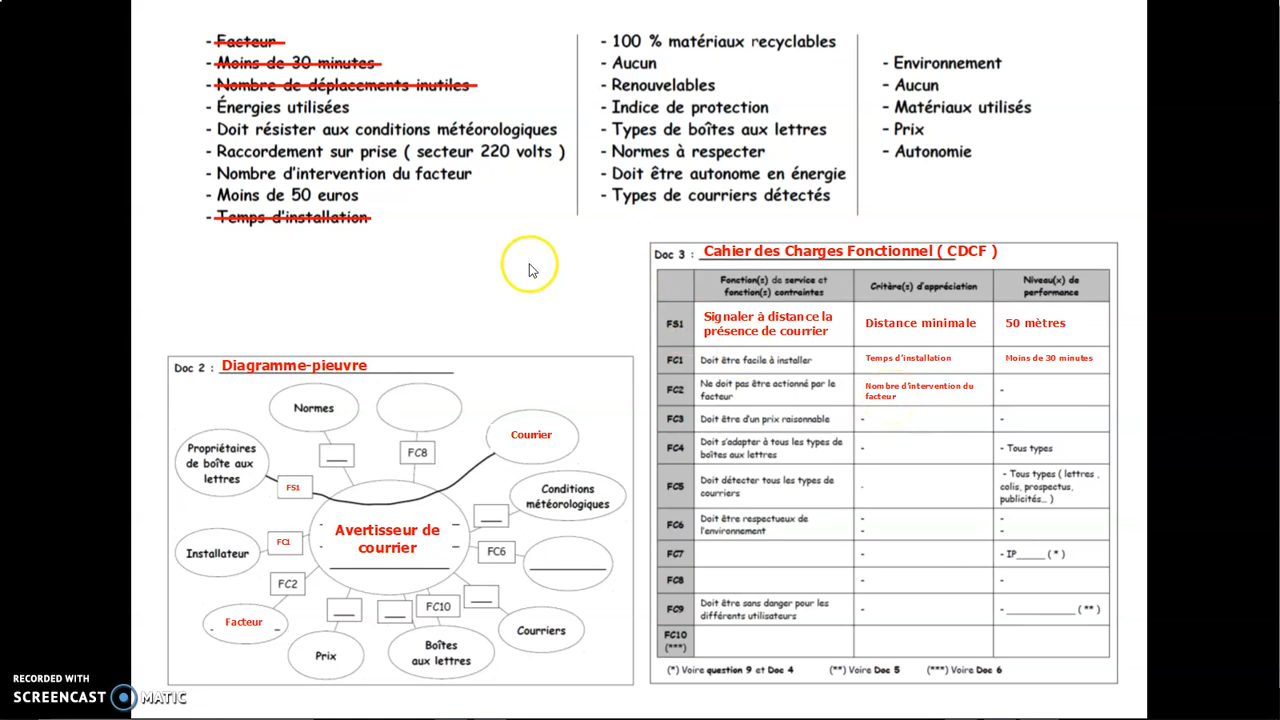 - Facteur
- Moins de 30 minutes
- Nombre de déplacements inutiles
- Énergies utilisées
- Doit résister aux conditions météorologiques
- Raccordement sur prise ( secteur 220 volts )
- Nombre d'intervention du facteur
- Moins de 50 euros
- Temps d'installation
- 100 % matériaux recyclables
- Aucun
- Renouvelables
- Indice de protection
- Types de boîtes aux lettres
- Normes à respecter
- Doit être autonome en énergie
- Types de courriers détectés
- Environnement
- Aucun
- Matériaux utilisés
- Prix
- Autonomie
Doc 2 : Diagramme-pieuvre
Normes
Courrier
Propriétaires
de boîte aux
lettres
FC8
FS1
Conditions
météorologiques
Avertisseur de
courrier
Installateur
FC1
FC6
FC2
Facteur
FC10
Prix
Boîtes
aux lettres
Courriers
Doc 3 : Cahier des Charges Fonctionnel ( CDCF )
Fonction(s) de service et
fonction(s) contraintes
Critère(s) d'appréciation
Niveau(x) de
performance
FS1
Signaler à distance la
présence de courrier
Distance minimale
50 mètres
FC1
Doit être facile à installer
Temps d'installation
Moins de 30 minutes
FC2
Ne doit pas être actionné par le
facteur
Nombre d'intervention du
facteur
-
FC3
Doit être d'un prix raisonnable
-
-
FC4
Doit s'adapter à tous les types de
boîtes aux lettres
-
- Tous types
FC5
Doit détecter tous les types de
courriers
-
- Tous types ( lettres ,
colis, prospectus,
publicités... )
FC6
Doit être respectueux de
l'environnement
-
-
-
-
FC7
-
- IP_____ ( * )
FC8
-
-
FC9
Doit être sans danger pour les
différents utilisateurs
-
- ____________ ( ** )
FC10
(***)
(*) Voire question 9 et Doc 4
(**) Voire Doc 5
(***) Voire Doc 6
RECORDED WITH
SCREENCAST MATIC